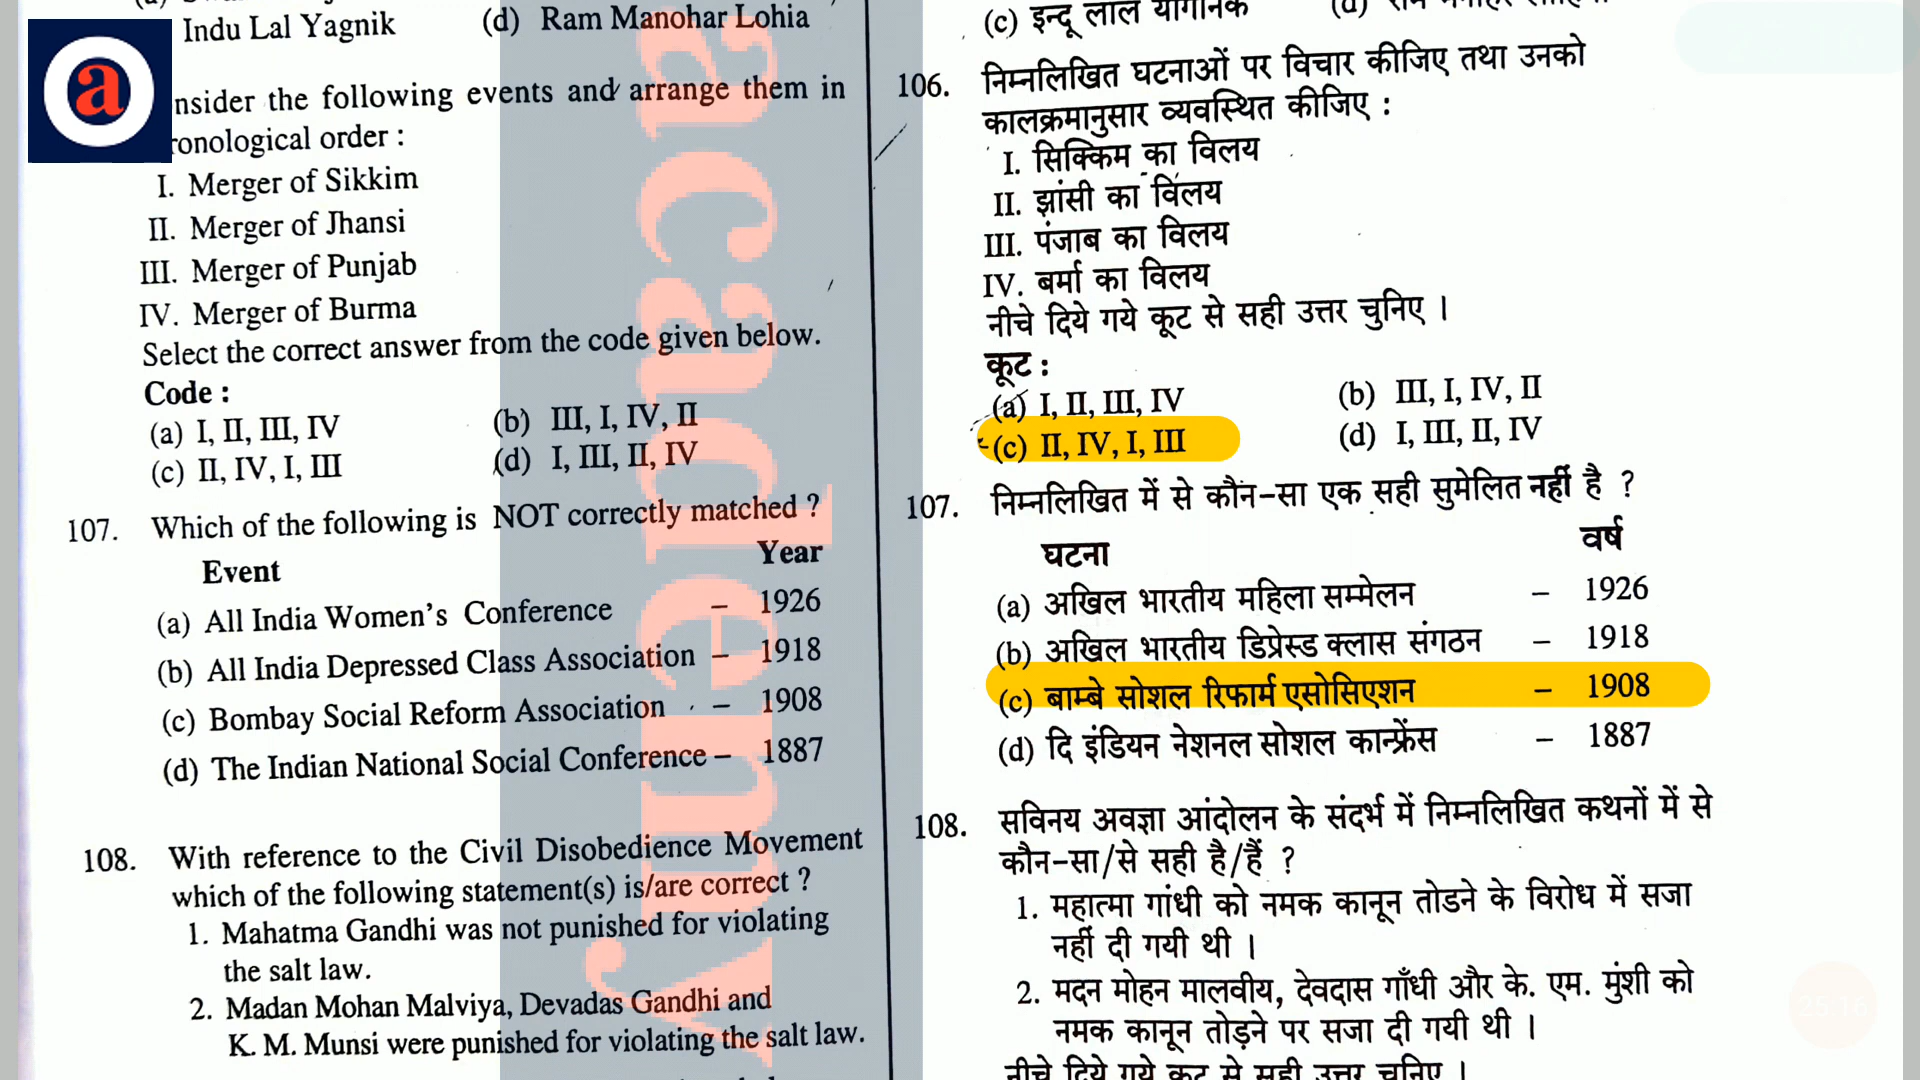 Indu Lal Yagnik (d) Ram Manohar Lohia
nsider the following events and arrange them in
ronological order :
I. Merger of Sikkim
II. Merger of Jhansi
III. Merger of Punjab
IV. Merger of Burma
Select the correct answer from the code given below.
Code :
(a) I, II, III, IV (b) III, I, IV, II
(c) II, IV, I, III (d) I, III, II, IV
107. Which of the following is NOT correctly matched ?
Event Year
(a) All India Women's Conference – 1926
(b) All India Depressed Class Association – 1918
(c) Bombay Social Reform Association – 1908
(d) The Indian National Social Conference – 1887
108. With reference to the Civil Disobedience Movement
which of the following statement(s) is/are correct ?
1. Mahatma Gandhi was not punished for violating
the salt law.
2. Madan Mohan Malviya, Devadas Gandhi and
K. M. Munsi were punished for violating the salt law.
(c) इन्दू लाल यागनिक
106. निम्नलिखित घटनाओं पर विचार कीजिए तथा उनको
कालक्रमानुसार व्यवस्थित कीजिए :
I. सिक्किम का विलय
II. झांसी का विलय
III. पंजाब का विलय
IV. बर्मा का विलय
नीचे दिये गये कूट से सही उत्तर चुनिए ।
कूट :
(a) I, II, III, IV (b) III, I, IV, II
(c) II, IV, I, III (d) I, III, II, IV
107. निम्नलिखित में से कौन-सा एक सही सुमेलित नहीं है ?
घटना वर्ष
(a) अखिल भारतीय महिला सम्मेलन – 1926
(b) अखिल भारतीय डिप्रेस्ड क्लास संगठन – 1918
(c) बाम्बे सोशल रिफार्म एसोसिएशन – 1908
(d) दि इंडियन नेशनल सोशल कान्फ्रेंस – 1887
108. सविनय अवज्ञा आंदोलन के संदर्भ में निम्नलिखित कथनों में से
कौन-सा/से सही है/हैं ?
1. महात्मा गांधी को नमक कानून तोडने के विरोध में सजा
नहीं दी गयी थी ।
2. मदन मोहन मालवीय, देवदास गाँधी और के. एम. मुंशी को
नमक कानून तोड़ने पर सजा दी गयी थी ।
नीचे दिये गये कूट से सही उत्तर चुनिए ।
a
academy